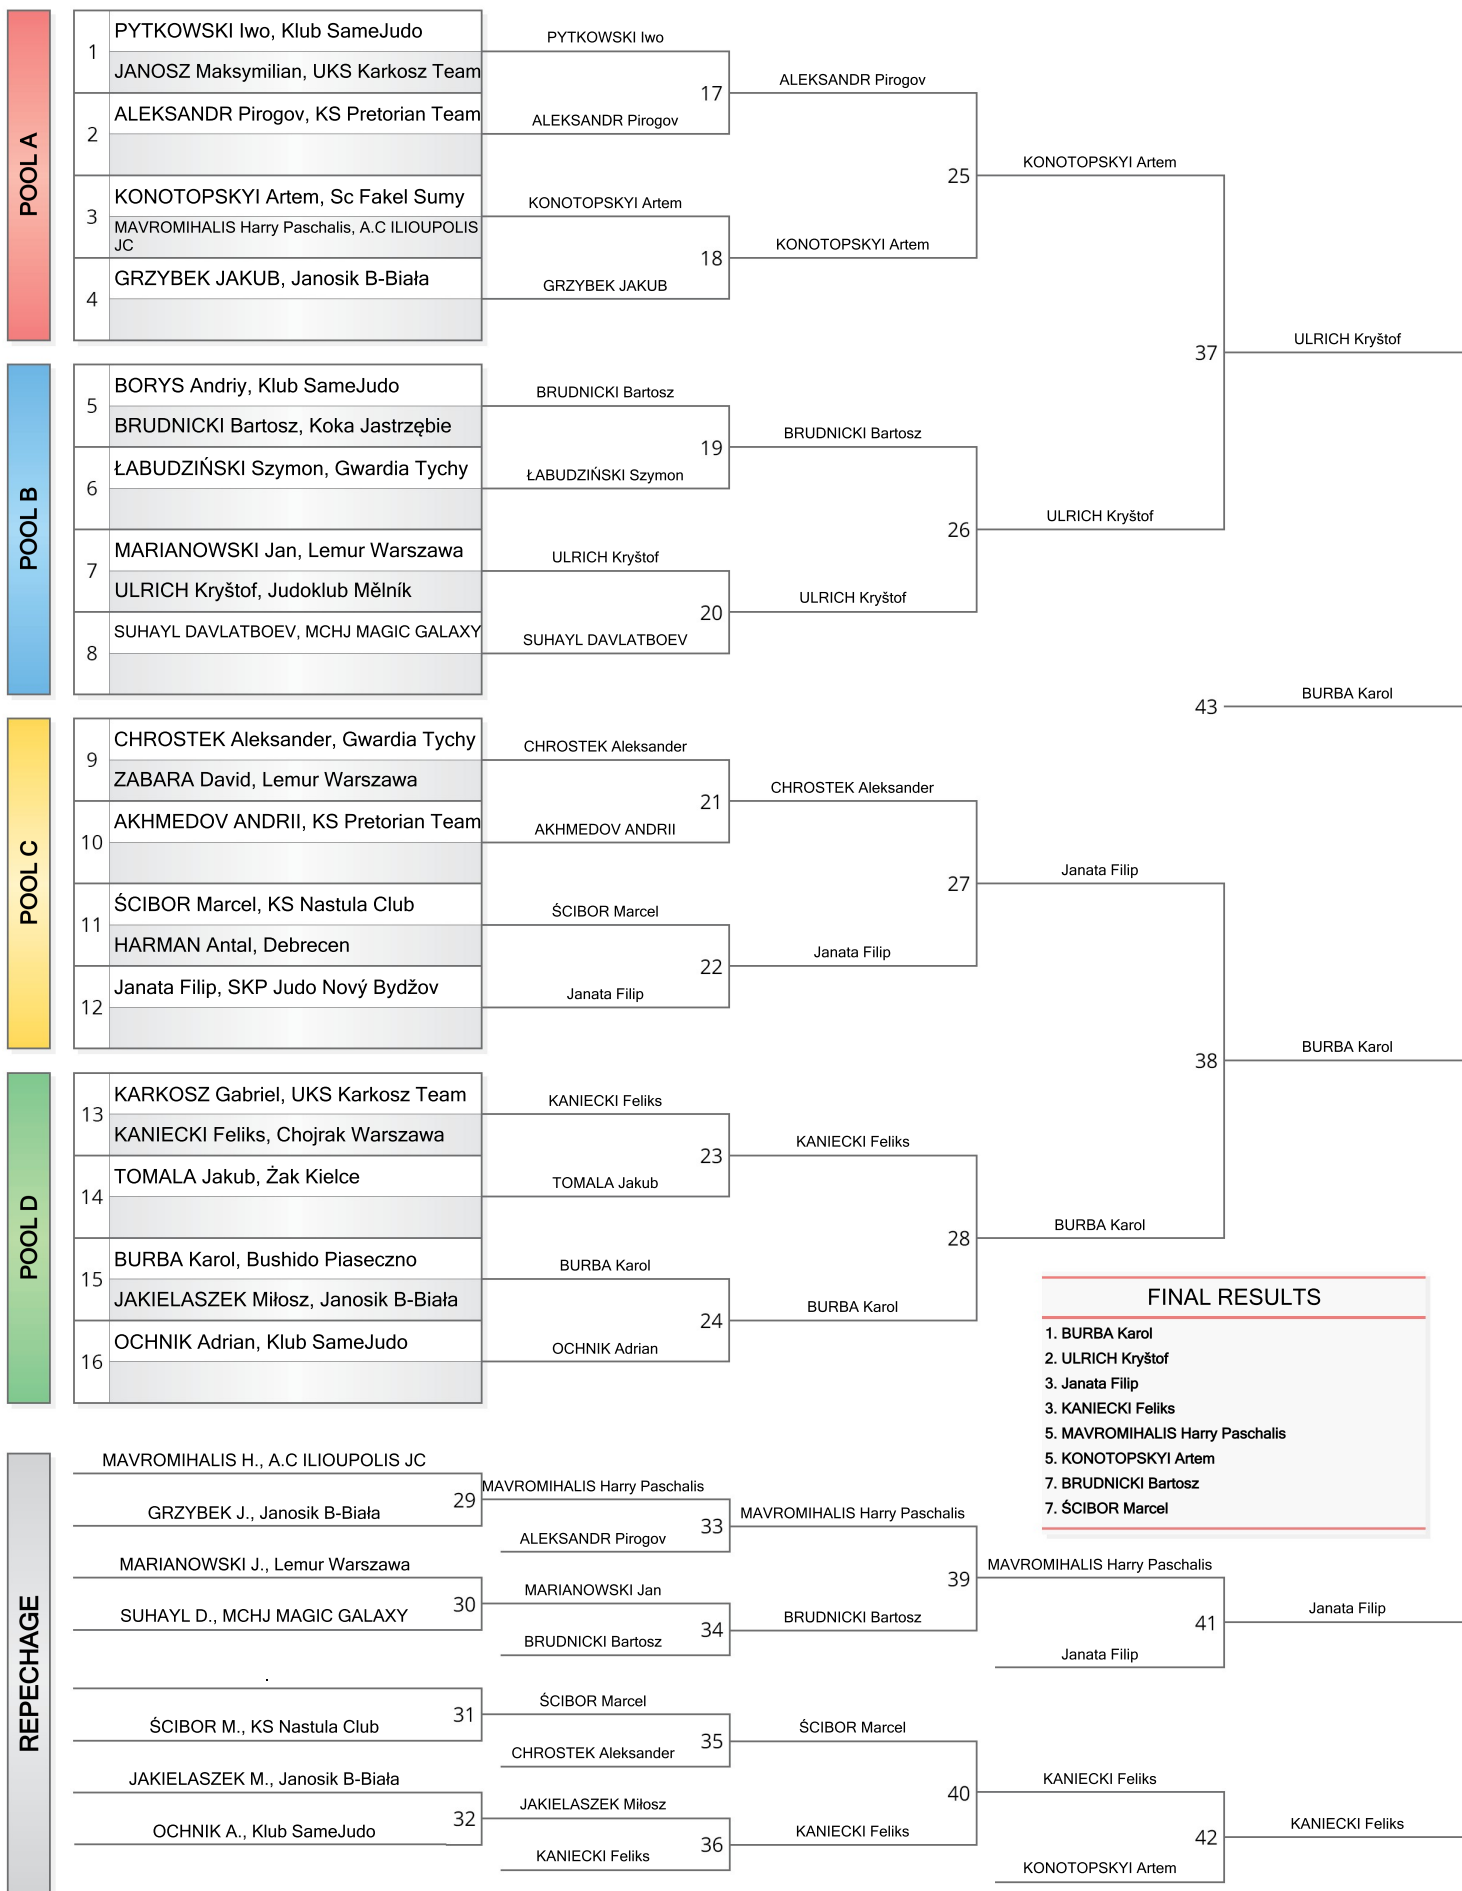 POOL A
1
PYTKOWSKI Iwo, Klub SameJudo
JANOSZ Maksymilian, UKS Karkosz Team
2
ALEKSANDR Pirogov, KS Pretorian Team
3
KONOTOPSKYI Artem, Sc Fakel Sumy
MAVROMIHALIS Harry Paschalis, A.C ILIOUPOLIS
JC
4
GRZYBEK JAKUB, Janosik B-Biała
PYTKOWSKI Iwo
17
ALEKSANDR Pirogov
KONOTOPSKYI Artem
18
GRZYBEK JAKUB
ALEKSANDR Pirogov
25
KONOTOPSKYI Artem
KONOTOPSKYI Artem
POOL B
5
BORYS Andriy, Klub SameJudo
BRUDNICKI Bartosz, Koka Jastrzębie
6
ŁABUDZIŃSKI Szymon, Gwardia Tychy
7
MARIANOWSKI Jan, Lemur Warszawa
ULRICH Kryštof, Judoklub Mělník
8
SUHAYL DAVLATBOEV, MCHJ MAGIC GALAXY
BRUDNICKI Bartosz
19
ŁABUDZIŃSKI Szymon
ULRICH Kryštof
20
SUHAYL DAVLATBOEV
BRUDNICKI Bartosz
26
ULRICH Kryštof
ULRICH Kryštof
37
ULRICH Kryštof
43
BURBA Karol
POOL C
9
CHROSTEK Aleksander, Gwardia Tychy
ZABARA David, Lemur Warszawa
10
AKHMEDOV ANDRII, KS Pretorian Team
11
ŚCIBOR Marcel, KS Nastula Club
HARMAN Antal, Debrecen
12
Janata Filip, SKP Judo Nový Bydžov
CHROSTEK Aleksander
21
AKHMEDOV ANDRII
ŚCIBOR Marcel
22
Janata Filip
CHROSTEK Aleksander
27
Janata Filip
Janata Filip
POOL D
13
KARKOSZ Gabriel, UKS Karkosz Team
KANIECKI Feliks, Chojrak Warszawa
14
TOMALA Jakub, Żak Kielce
15
BURBA Karol, Bushido Piaseczno
JAKIELASZEK Miłosz, Janosik B-Biała
16
OCHNIK Adrian, Klub SameJudo
KANIECKI Feliks
23
TOMALA Jakub
BURBA Karol
24
OCHNIK Adrian
KANIECKI Feliks
28
BURBA Karol
BURBA Karol
38
BURBA Karol
FINAL RESULTS
1. BURBA Karol
2. ULRICH Kryštof
3. Janata Filip
3. KANIECKI Feliks
5. MAVROMIHALIS Harry Paschalis
5. KONOTOPSKYI Artem
7. BRUDNICKI Bartosz
7. ŚCIBOR Marcel
REPECHAGE
MAVROMIHALIS H., A.C ILIOUPOLIS JC
29
GRZYBEK J., Janosik B-Biała
MARIANOWSKI J., Lemur Warszawa
30
SUHAYL D., MCHJ MAGIC GALAXY
.
31
ŚCIBOR M., KS Nastula Club
JAKIELASZEK M., Janosik B-Biała
32
OCHNIK A., Klub SameJudo
MAVROMIHALIS Harry Paschalis
33
ALEKSANDR Pirogov
MARIANOWSKI Jan
34
BRUDNICKI Bartosz
ŚCIBOR Marcel
35
CHROSTEK Aleksander
JAKIELASZEK Miłosz
36
KANIECKI Feliks
MAVROMIHALIS Harry Paschalis
39
BRUDNICKI Bartosz
ŚCIBOR Marcel
40
KANIECKI Feliks
MAVROMIHALIS Harry Paschalis
41
Janata Filip
KANIECKI Feliks
42
KONOTOPSKYI Artem
Janata Filip
KANIECKI Feliks